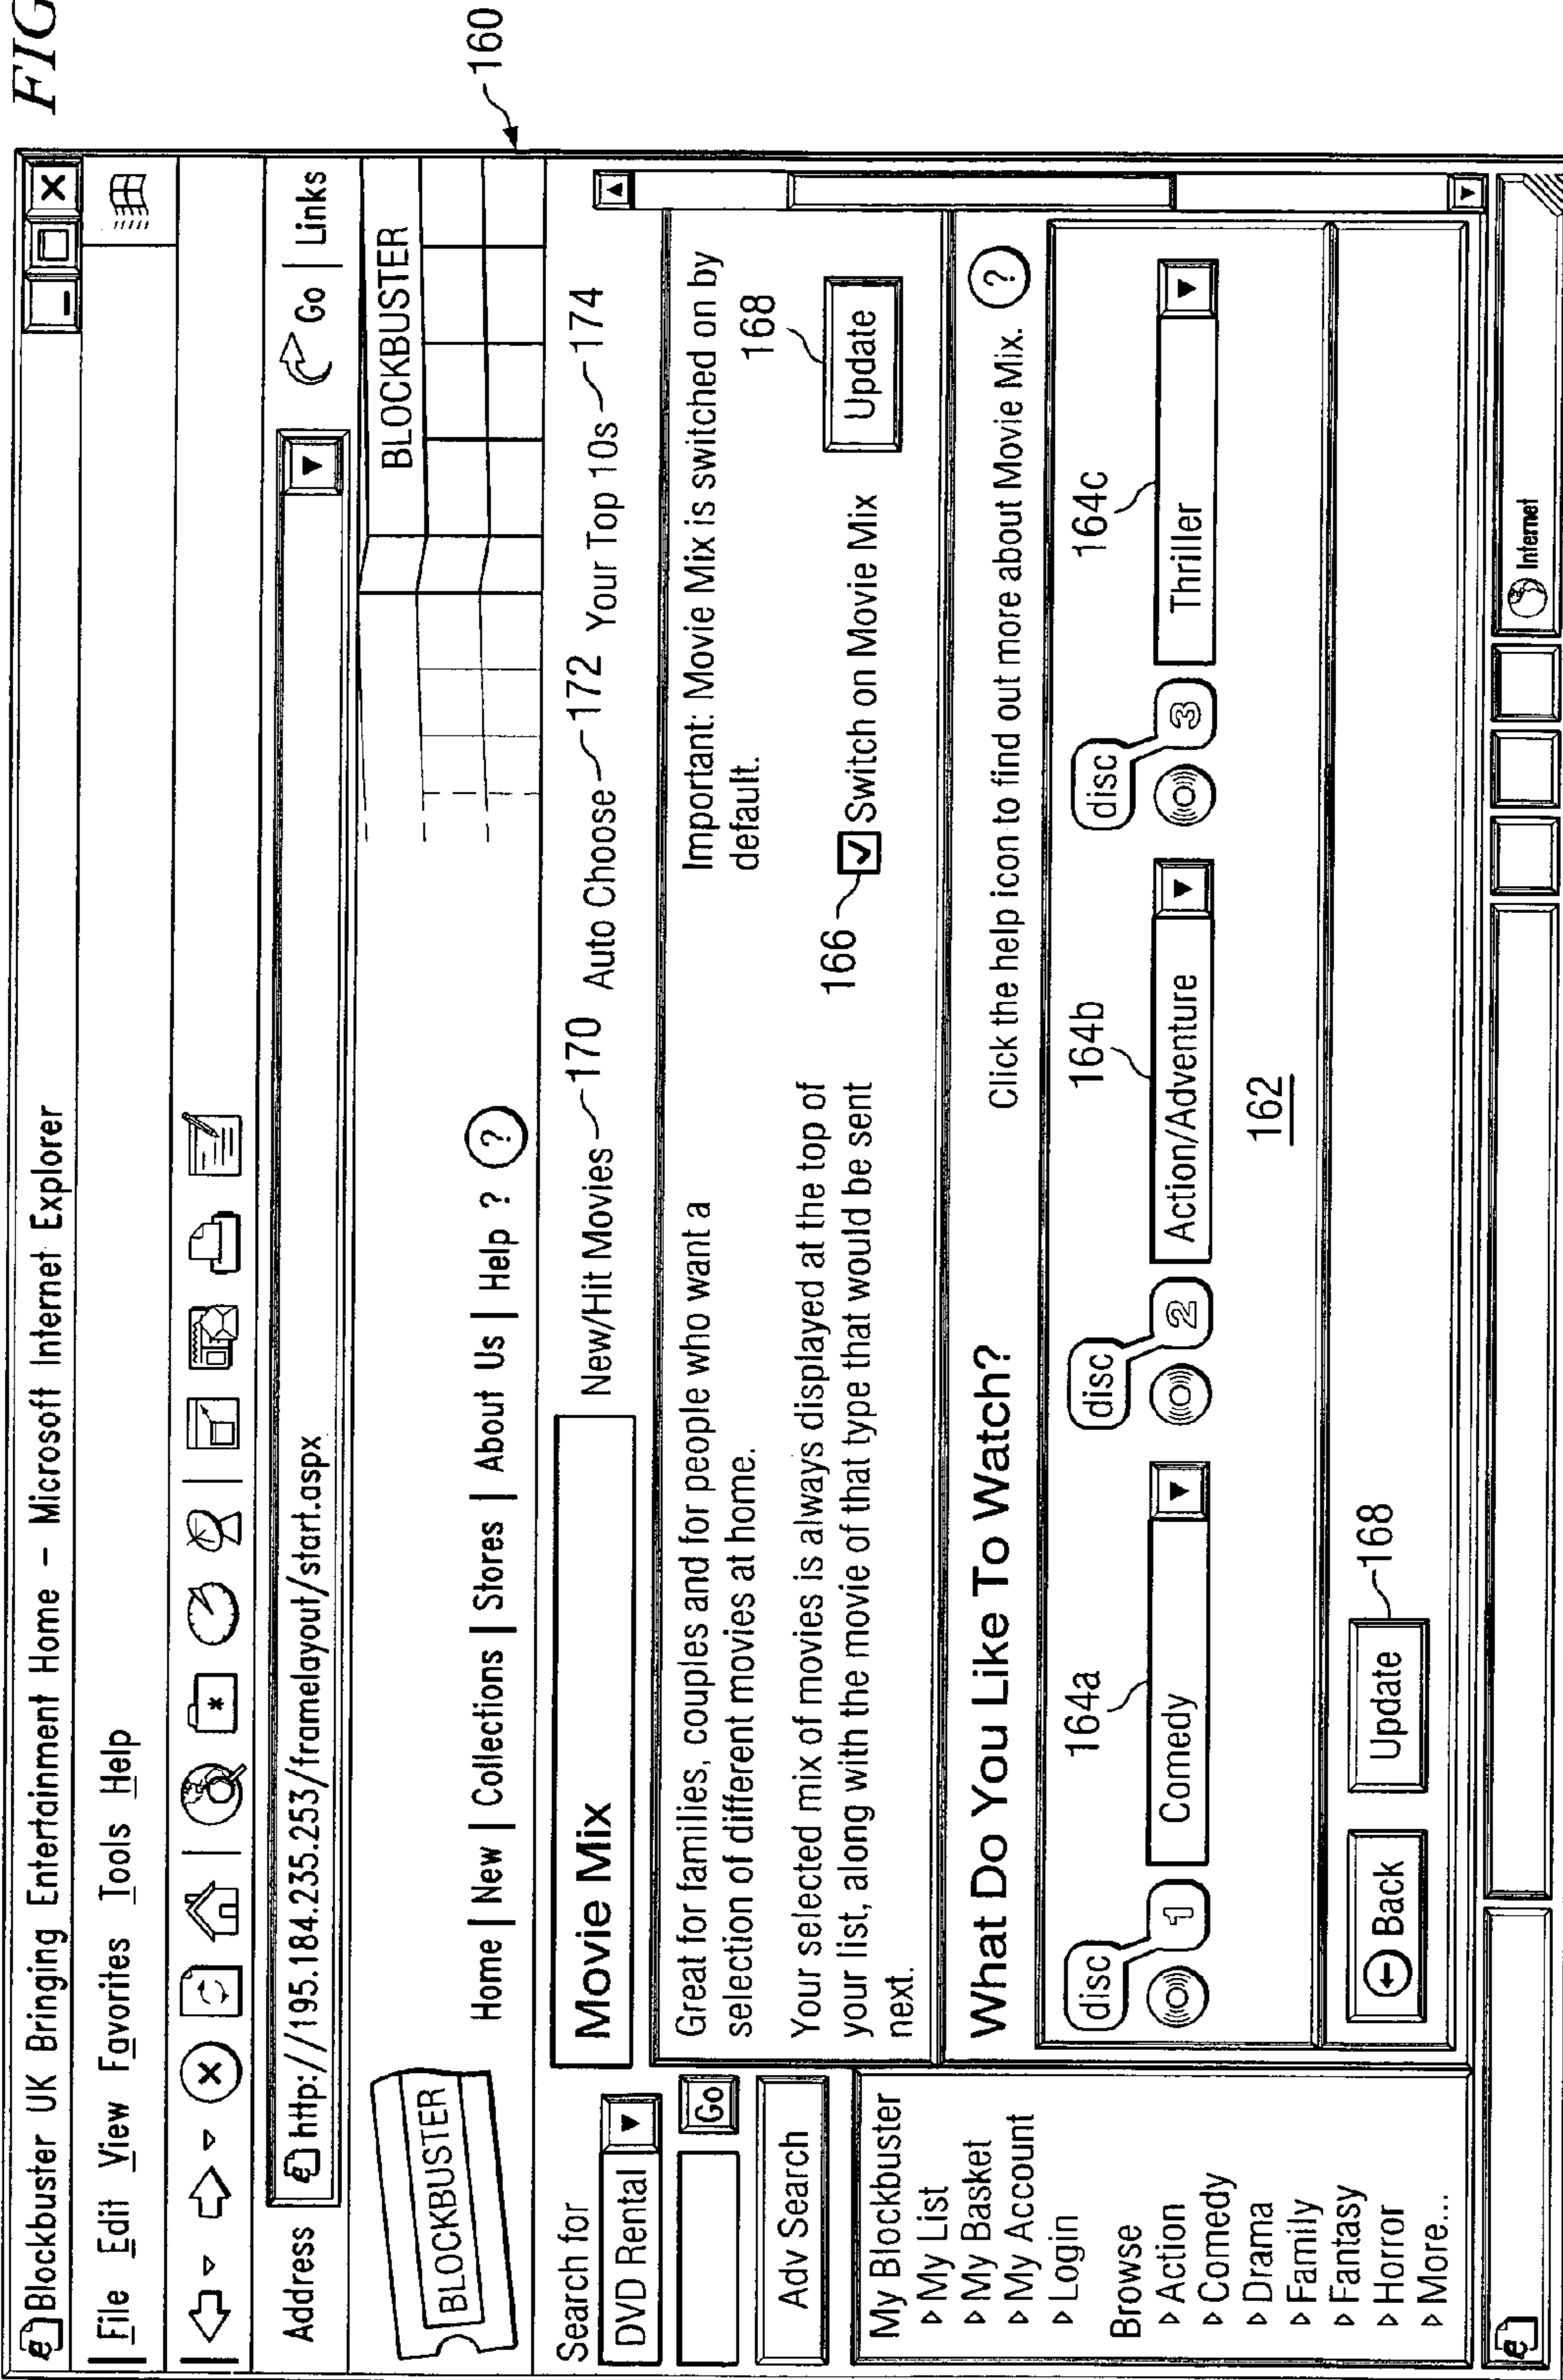 FIG
Blockbuster UK Bringing Entertainment Home – Microsoft Internet Explorer
File Edit View Favorites Tools Help
Address http://195.184.235.253/framelayout/start.aspx Go Links
BLOCKBUSTER
BLOCKBUSTER
Home | New | Collections | Stores | About Us | Help ? ?
160
Search for
DVD Rental
Go
Adv Search
My Blockbuster
My List
My Basket
My Account
Login
Browse
Action
Comedy
Drama
Family
Fantasy
Horror
More...
Movie Mix
New/Hit Movies 170 Auto Choose 172 Your Top 10s 174
Great for families, couples and for people who want a
selection of different movies at home.
Your selected mix of movies is always displayed at the top of
your list, along with the movie of that type that would be sent
next.
Important: Movie Mix is switched on by
default.
168
166 Switch on Movie Mix Update
What Do You Like To Watch?
Click the help icon to find out more about Movie Mix. ?
164a 164b 164c
disc 1 Comedy disc 2 Action/Adventure disc 3 Thriller
162
Back Update 168
Internet